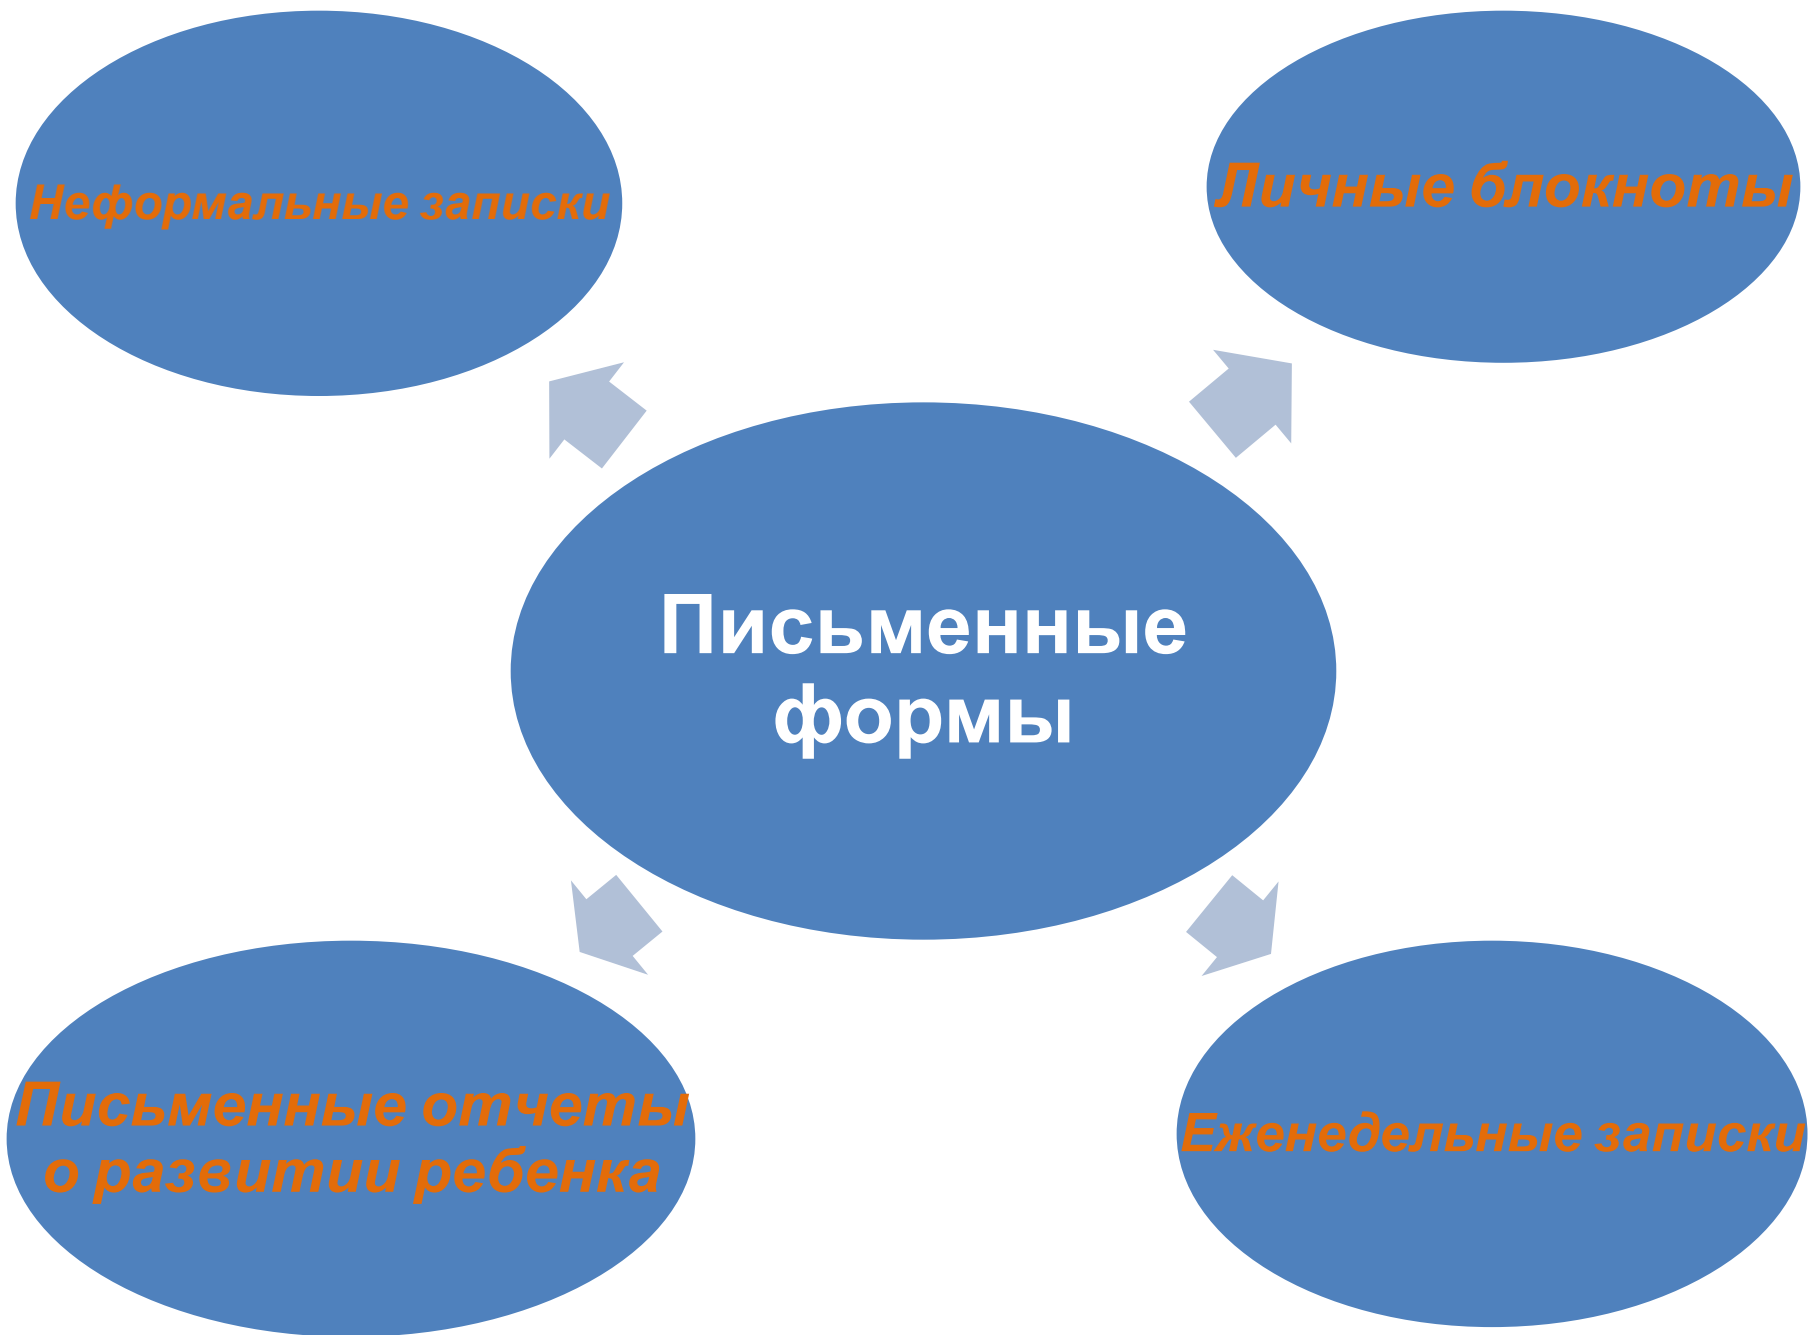 Неформальные записки
Личные блокноты
Письменные
формы
Письменные отчеты
о развитии ребенка
Еженедельные записки